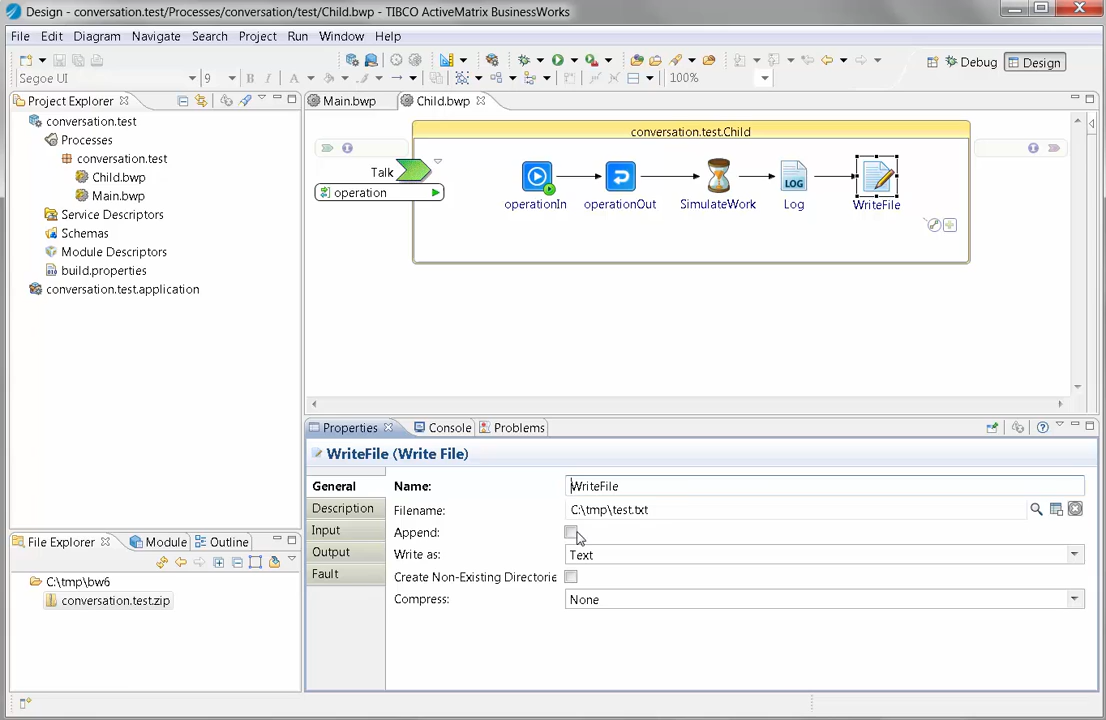 Design - conversation.test/Processes/conversation/test/Child.bwp - TIBCO ActiveMatrix BusinessWorks
File Edit Diagram Navigate Search Project Run Window Help
Debug Design
Segoe UI 9 B I A 100%
Project Explorer
conversation.test
Processes
conversation.test
Child.bwp
Main.bwp
Service Descriptors
Schemas
Module Descriptors
build.properties
conversation.test.application
Main.bwp Child.bwp
conversation.test.Child
Talk
operation
operationIn
operationOut
SimulateWork
LOG
Log
WriteFile
File Explorer Module Outline
C:\tmp\bw6
conversation.test.zip
Properties Console Problems
WriteFile (Write File)
General
Description
Input
Output
Fault
Name: WriteFile
Filename: C:\tmp\test.txt
Append:
Write as: Text
Create Non-Existing Directorie
Compress: None